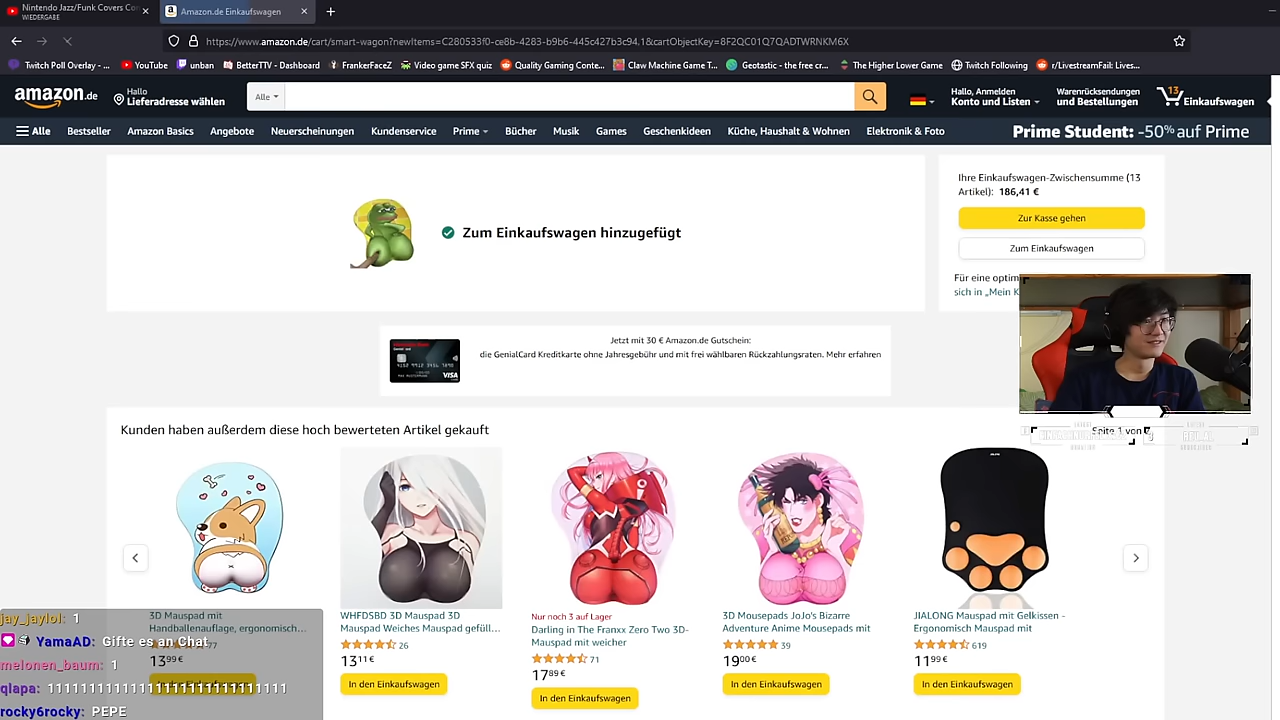 Nintendo Jazz/Funk Covers Con
WIEDERGABE
Amazon.de Einkaufswagen
https://www.amazon.de/cart/smart-wagon?newItems=C280533f0-ce8b-4283-b9b6-445c427b3c94,1&cartObjectKey=8F2QC01Q7QADTWRNKM6X
Twitch Poll Overlay - ...
YouTube
unban
BetterTTV - Dashboard
FrankerFaceZ
Video game SFX quiz
Quality Gaming Conte...
Claw Machine Game T...
Geotastic - the free cr...
The Higher Lower Game
Twitch Following
r/LivestreamFail: Lives...
amazon.de
Hallo
Lieferadresse wählen
Alle
Hallo, Anmelden
Konto und Listen
Warenrücksendungen
und Bestellungen
13
Einkaufswagen
Alle
Bestseller
Amazon Basics
Angebote
Neuerscheinungen
Kundenservice
Prime
Bücher
Musik
Games
Geschenkideen
Küche, Haushalt & Wohnen
Elektronik & Foto
Prime Student: -50% auf Prime
Zum Einkaufswagen hinzugefügt
Ihre Einkaufswagen-Zwischensumme (13
Artikel): 186,41 €
Zur Kasse gehen
Zum Einkaufswagen
Für eine optim
sich in „Mein K
Jetzt mit 30 € Amazon.de Gutschein:
die GenialCard Kreditkarte ohne Jahresgebühr und mit frei wählbaren Rückzahlungsraten. Mehr erfahren
VISA
Kunden haben außerdem diese hoch bewerteten Artikel gekauft
Seite 1 von
3D Mauspad mit
Handballenauflage, ergonomisch...
77
13,99 €
WHFDSBD 3D Mauspad 3D
Mauspad Weiches Mauspad gefüll...
26
13,11 €
In den Einkaufswagen
Nur noch 3 auf Lager
Darling in The Franxx Zero Two 3D-
Mauspad mit weicher
71
17,89 €
In den Einkaufswagen
3D Mousepads JoJo's Bizarre
Adventure Anime Mousepads mit
39
19,00 €
In den Einkaufswagen
JIALONG Mauspad mit Gelkissen -
Ergonomisch Mauspad mit
619
11,99 €
In den Einkaufswagen
jay_jaylol: 1
YamaAD: Gifte es an Chat
melonen_baum: 1
qlapa: 11111111111111111111111111111
rocky6rocky: PEPE